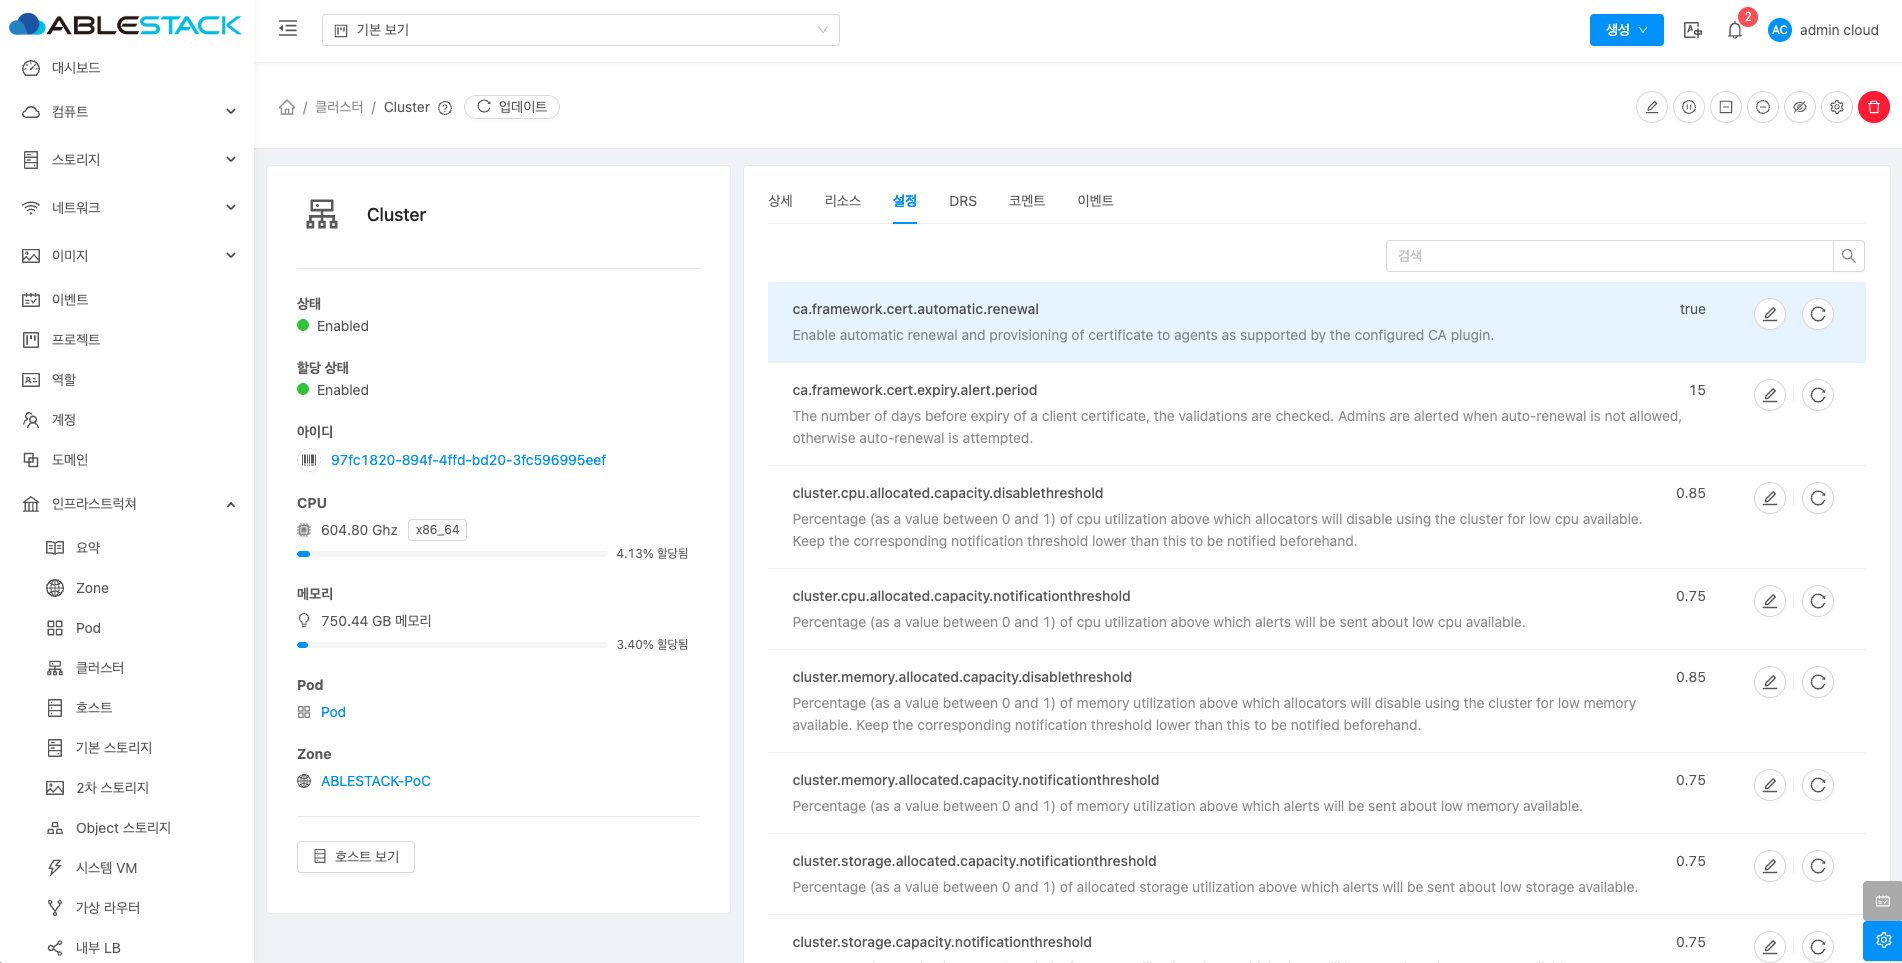 ABLESTACK
기본 보기
생성
2
AC
admin cloud
대시보드
컴퓨트
스토리지
네트워크
이미지
이벤트
프로젝트
역할
계정
도메인
인프라스트럭쳐
요약
Zone
Pod
클러스터
호스트
기본 스토리지
2차 스토리지
Object 스토리지
시스템 VM
가상 라우터
내부 LB
/ 클러스터 / Cluster
업데이트
Cluster
상태
Enabled
할당 상태
Enabled
아이디
97fc1820-894f-4ffd-bd20-3fc596995eef
CPU
604.80 Ghz x86_64
4.13% 할당됨
메모리
750.44 GB 메모리
3.40% 할당됨
Pod
Pod
Zone
ABLESTACK-PoC
호스트 보기
상세 리소스 설정 DRS 코멘트 이벤트
검색
ca.framework.cert.automatic.renewal true
Enable automatic renewal and provisioning of certificate to agents as supported by the configured CA plugin.
ca.framework.cert.expiry.alert.period 15
The number of days before expiry of a client certificate, the validations are checked. Admins are alerted when auto-renewal is not allowed,
otherwise auto-renewal is attempted.
cluster.cpu.allocated.capacity.disablethreshold 0.85
Percentage (as a value between 0 and 1) of cpu utilization above which allocators will disable using the cluster for low cpu available.
Keep the corresponding notification threshold lower than this to be notified beforehand.
cluster.cpu.allocated.capacity.notificationthreshold 0.75
Percentage (as a value between 0 and 1) of cpu utilization above which alerts will be sent about low cpu available.
cluster.memory.allocated.capacity.disablethreshold 0.85
Percentage (as a value between 0 and 1) of memory utilization above which allocators will disable using the cluster for low memory
available. Keep the corresponding notification threshold lower than this to be notified beforehand.
cluster.memory.allocated.capacity.notificationthreshold 0.75
Percentage (as a value between 0 and 1) of memory utilization above which alerts will be sent about low memory available.
cluster.storage.allocated.capacity.notificationthreshold 0.75
Percentage (as a value between 0 and 1) of allocated storage utilization above which alerts will be sent about low storage available.
cluster.storage.capacity.notificationthreshold 0.75